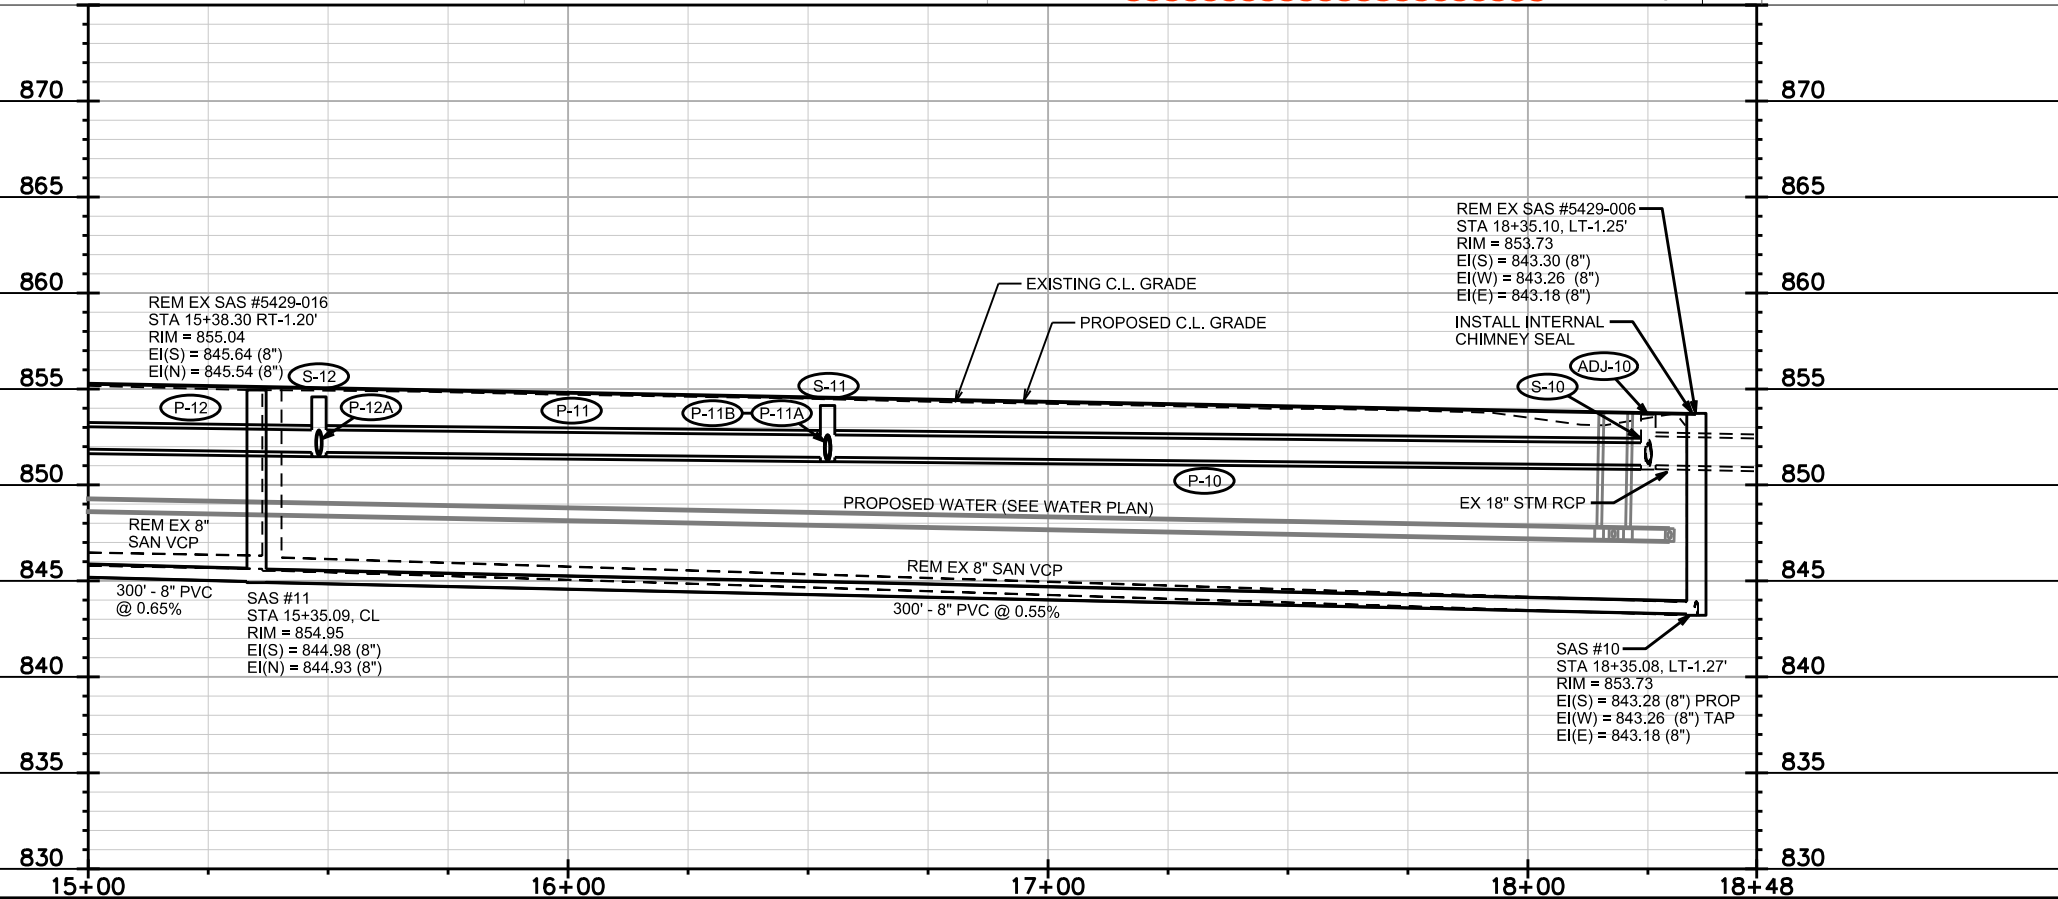 870
870
865
865
REM EX SAS #5429-006
STA 18+35.10, LT-1.25'
RIM = 853.73
EI(S) = 843.30 (8")
EI(W) = 843.26 (8")
EI(E) = 843.18 (8")
860
860
EXISTING C.L. GRADE
REM EX SAS #5429-016
STA 15+38.30 RT-1.20'
RIM = 855.04
EI(S) = 845.64 (8")
EI(N) = 845.54 (8")
PROPOSED C.L. GRADE
INSTALL INTERNAL
CHIMNEY SEAL
ADJ-10
S-12
S-11
S-10
855
855
P-12
P-12A
P-11
P-11B
P-11A
850
850
P-10
PROPOSED WATER (SEE WATER PLAN)
EX 18" STM RCP
REM EX 8"
SAN VCP
REM EX 8" SAN VCP
845
845
300' - 8" PVC
@ 0.65%
SAS #11
STA 15+35.09, CL
RIM = 854.95
EI(S) = 844.98 (8")
EI(N) = 844.93 (8")
300' - 8" PVC @ 0.55%
SAS #10
STA 18+35.08, LT-1.27'
RIM = 853.73
EI(S) = 843.28 (8") PROP
EI(W) = 843.26 (8") TAP
EI(E) = 843.18 (8")
840
840
835
835
830
830
15+00
16+00
17+00
18+00
18+48